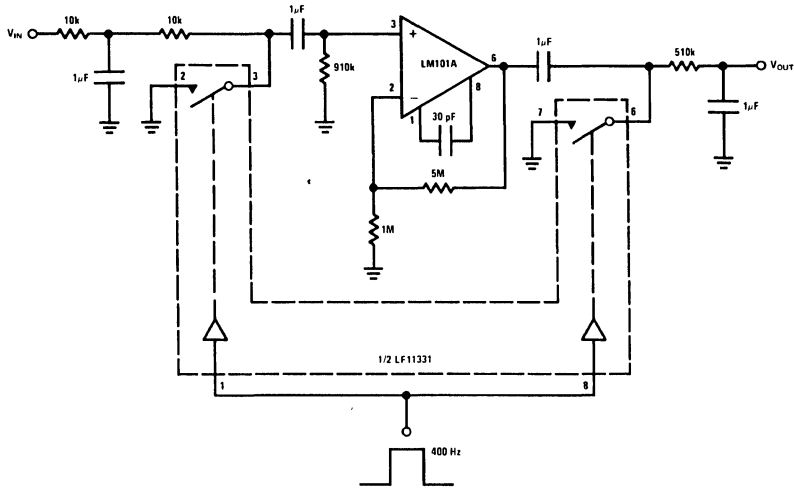 1μF
10k
10k
3
+
LM101A
6
1μF
510k
VIN
VOUT
1μF
2
3
910k
2
−
8
1
30 pF
7
6
1μF
5M
1M
1/2 LF11331
1
8
400 Hz